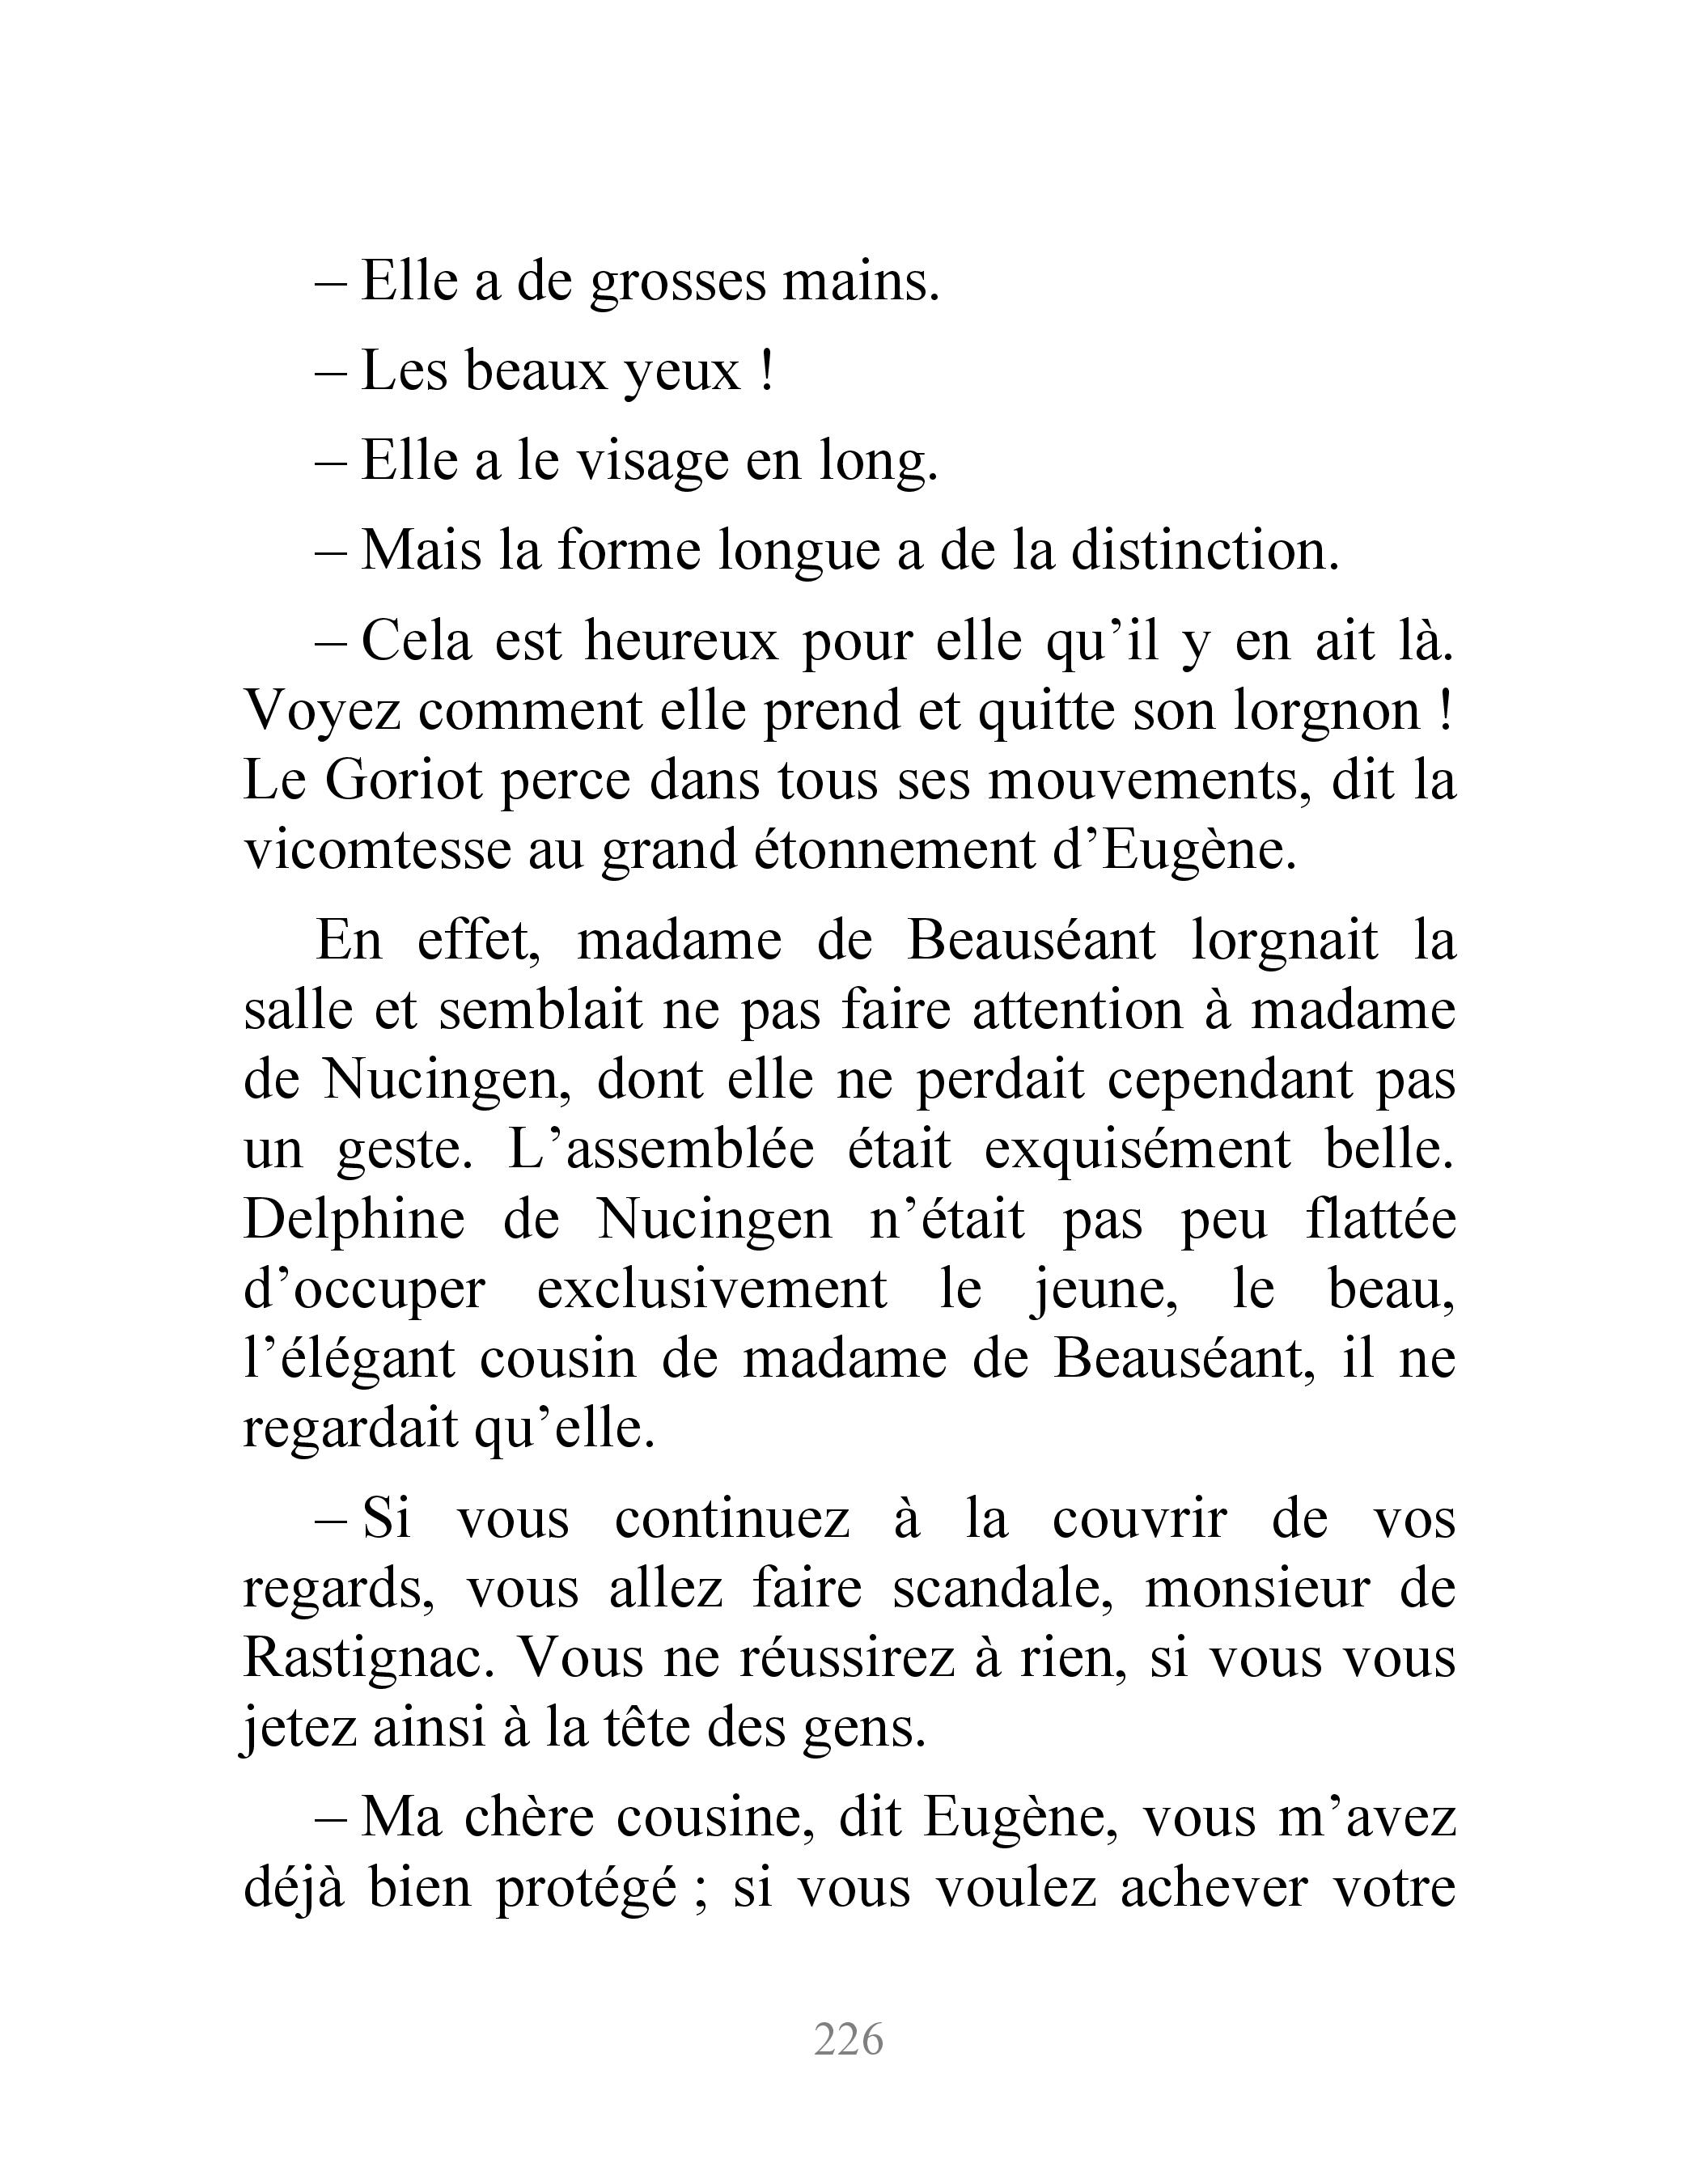 – Elle a de grosses mains.
– Les beaux yeux !
– Elle a le visage en long.
– Mais la forme longue a de la distinction.
– Cela est heureux pour elle qu’il y en ait là.
Voyez comment elle prend et quitte son lorgnon !
Le Goriot perce dans tous ses mouvements, dit la
vicomtesse au grand étonnement d’Eugène.
En effet, madame de Beauséant lorgnait la
salle et semblait ne pas faire attention à madame
de Nucingen, dont elle ne perdait cependant pas
un geste. L’assemblée était exquisément belle.
Delphine de Nucingen n’était pas peu flattée
d’occuper exclusivement le jeune, le beau,
l’élégant cousin de madame de Beauséant, il ne
regardait qu’elle.
– Si vous continuez à la couvrir de vos
regards, vous allez faire scandale, monsieur de
Rastignac. Vous ne réussirez à rien, si vous vous
jetez ainsi à la tête des gens.
– Ma chère cousine, dit Eugène, vous m’avez
déjà bien protégé ; si vous voulez achever votre
226